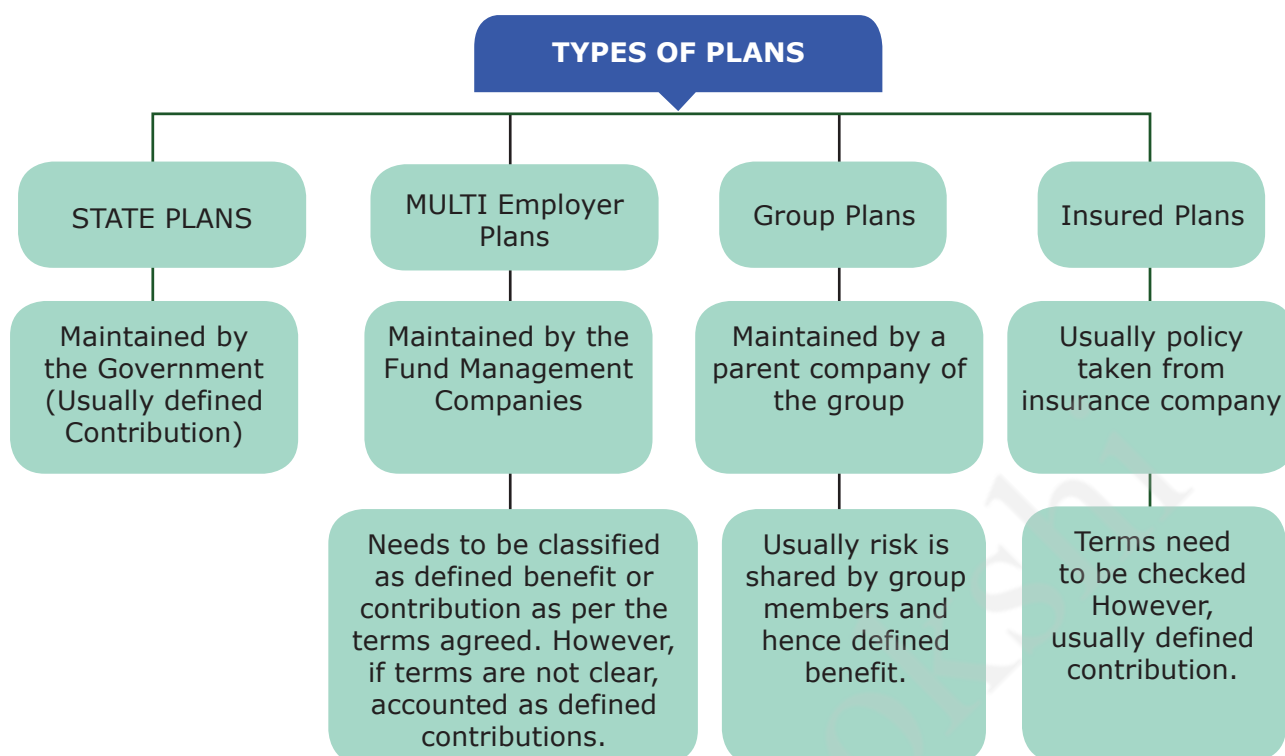 TYPES OF PLANS
STATE PLANS
MULTI Employer
Plans
Group Plans
Insured Plans
Maintained by
the Government
(Usually defined
Contribution)
Maintained by the
Fund Management
Companies
Maintained by a
parent company of
the group
Usually policy
taken from
insurance company
Needs to be classified
as defined benefit or
contribution as per the
terms agreed. However,
if terms are not clear,
accounted as defined
contributions.
Usually risk is
shared by group
members and
hence defined
benefit.
Terms need
to be checked
However,
usually defined
contribution.